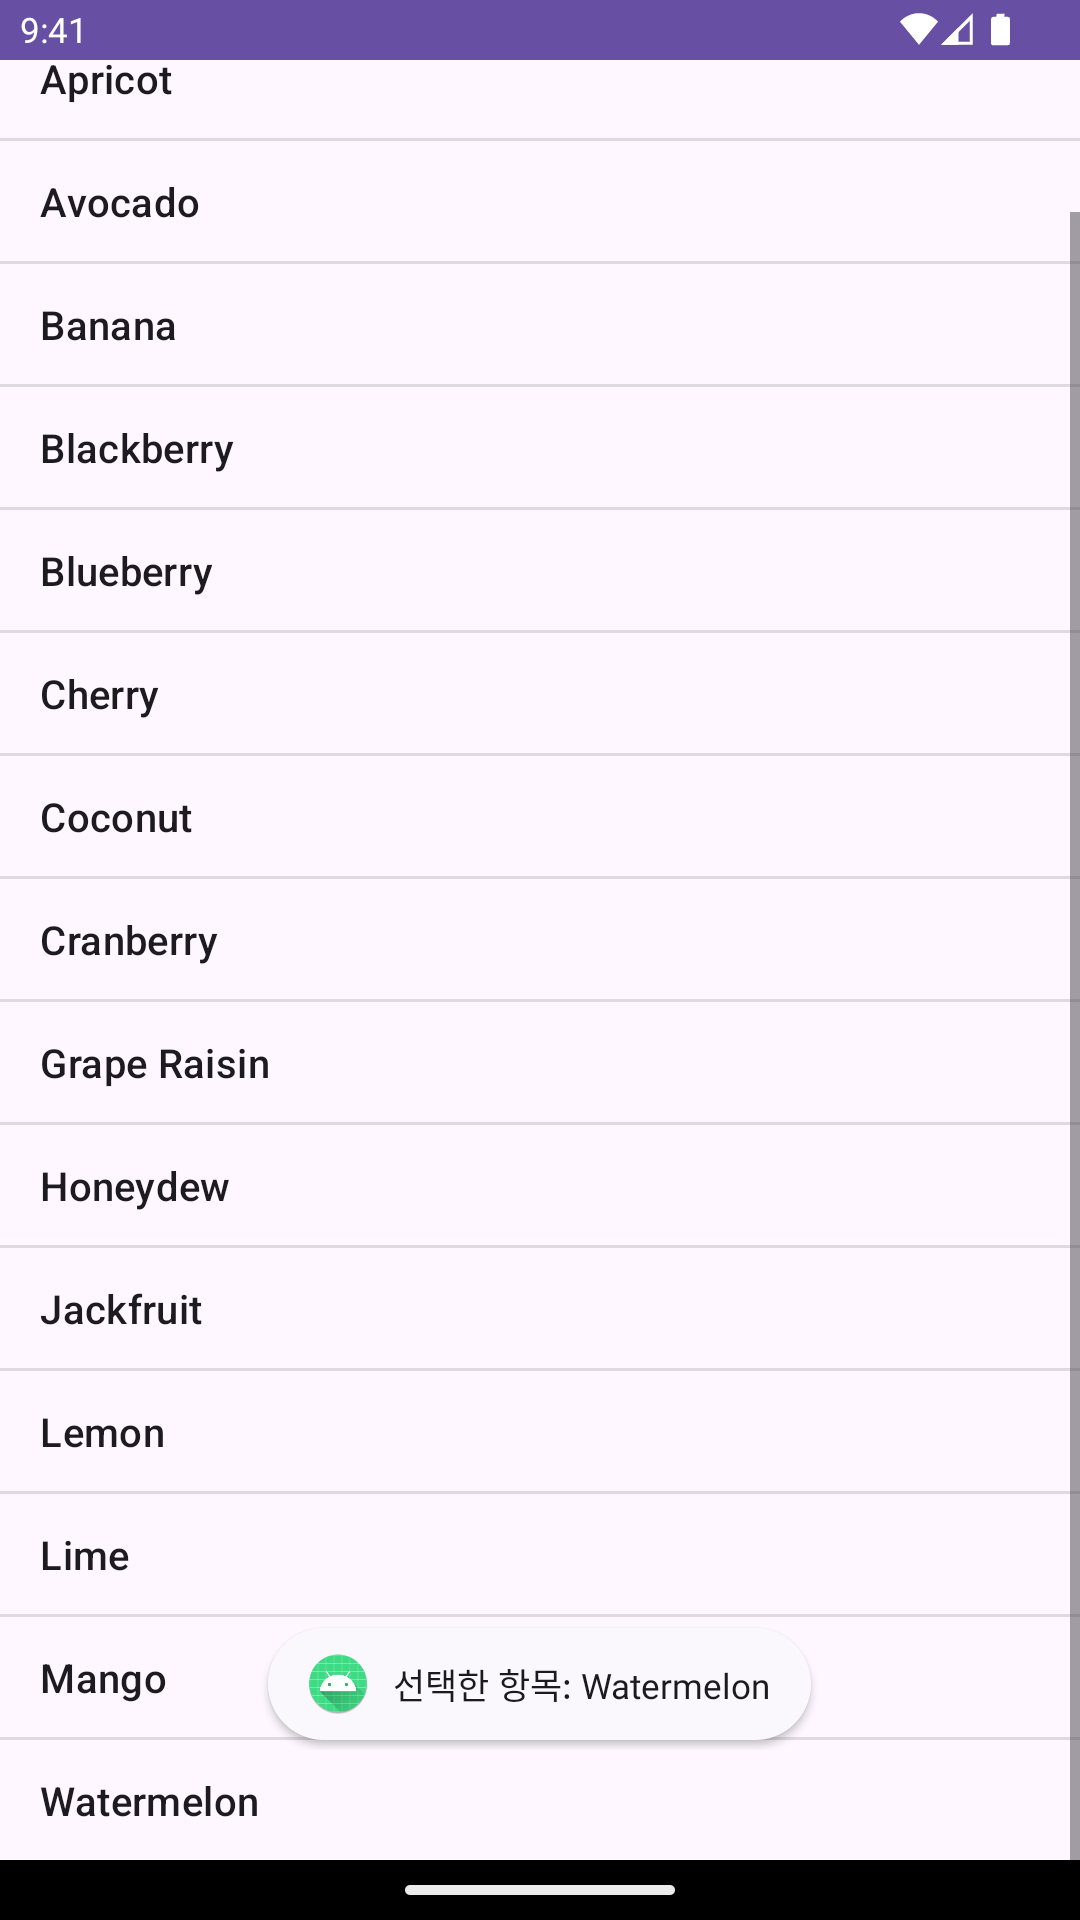 9:41
Apricot
Avocado
Banana
Blackberry
Blueberry
Cherry
Coconut
Cranberry
Grape Raisin
Honeydew
Jackfruit
Lemon
Lime
Mango
선택한 항목: Watermelon
Watermelon